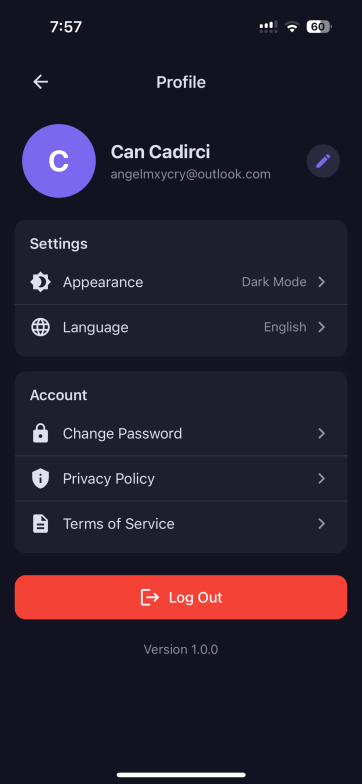 7:57
60
Profile
C
Can Cadirci
angelmxycry@outlook.com
Settings
Appearance Dark Mode
Language English
Account
Change Password
Privacy Policy
Terms of Service
Log Out
Version 1.0.0